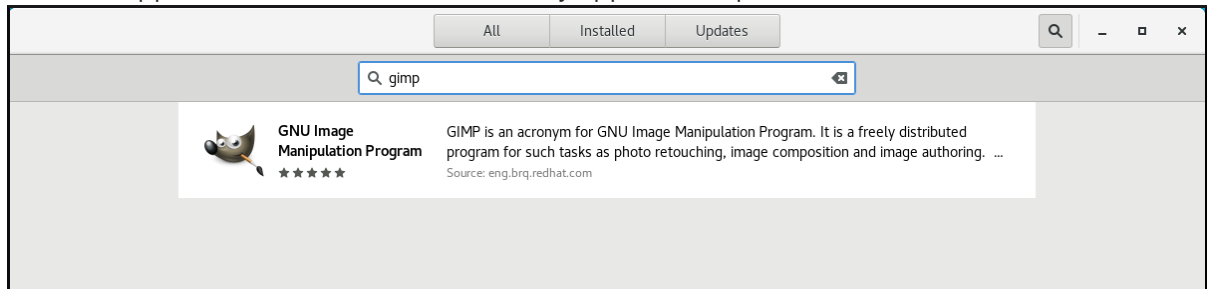 All Installed Updates
gimp
GNU Image
Manipulation Program
GIMP is an acronym for GNU Image Manipulation Program. It is a freely distributed
program for such tasks as photo retouching, image composition and image authoring. ...
Source: eng.brq.redhat.com